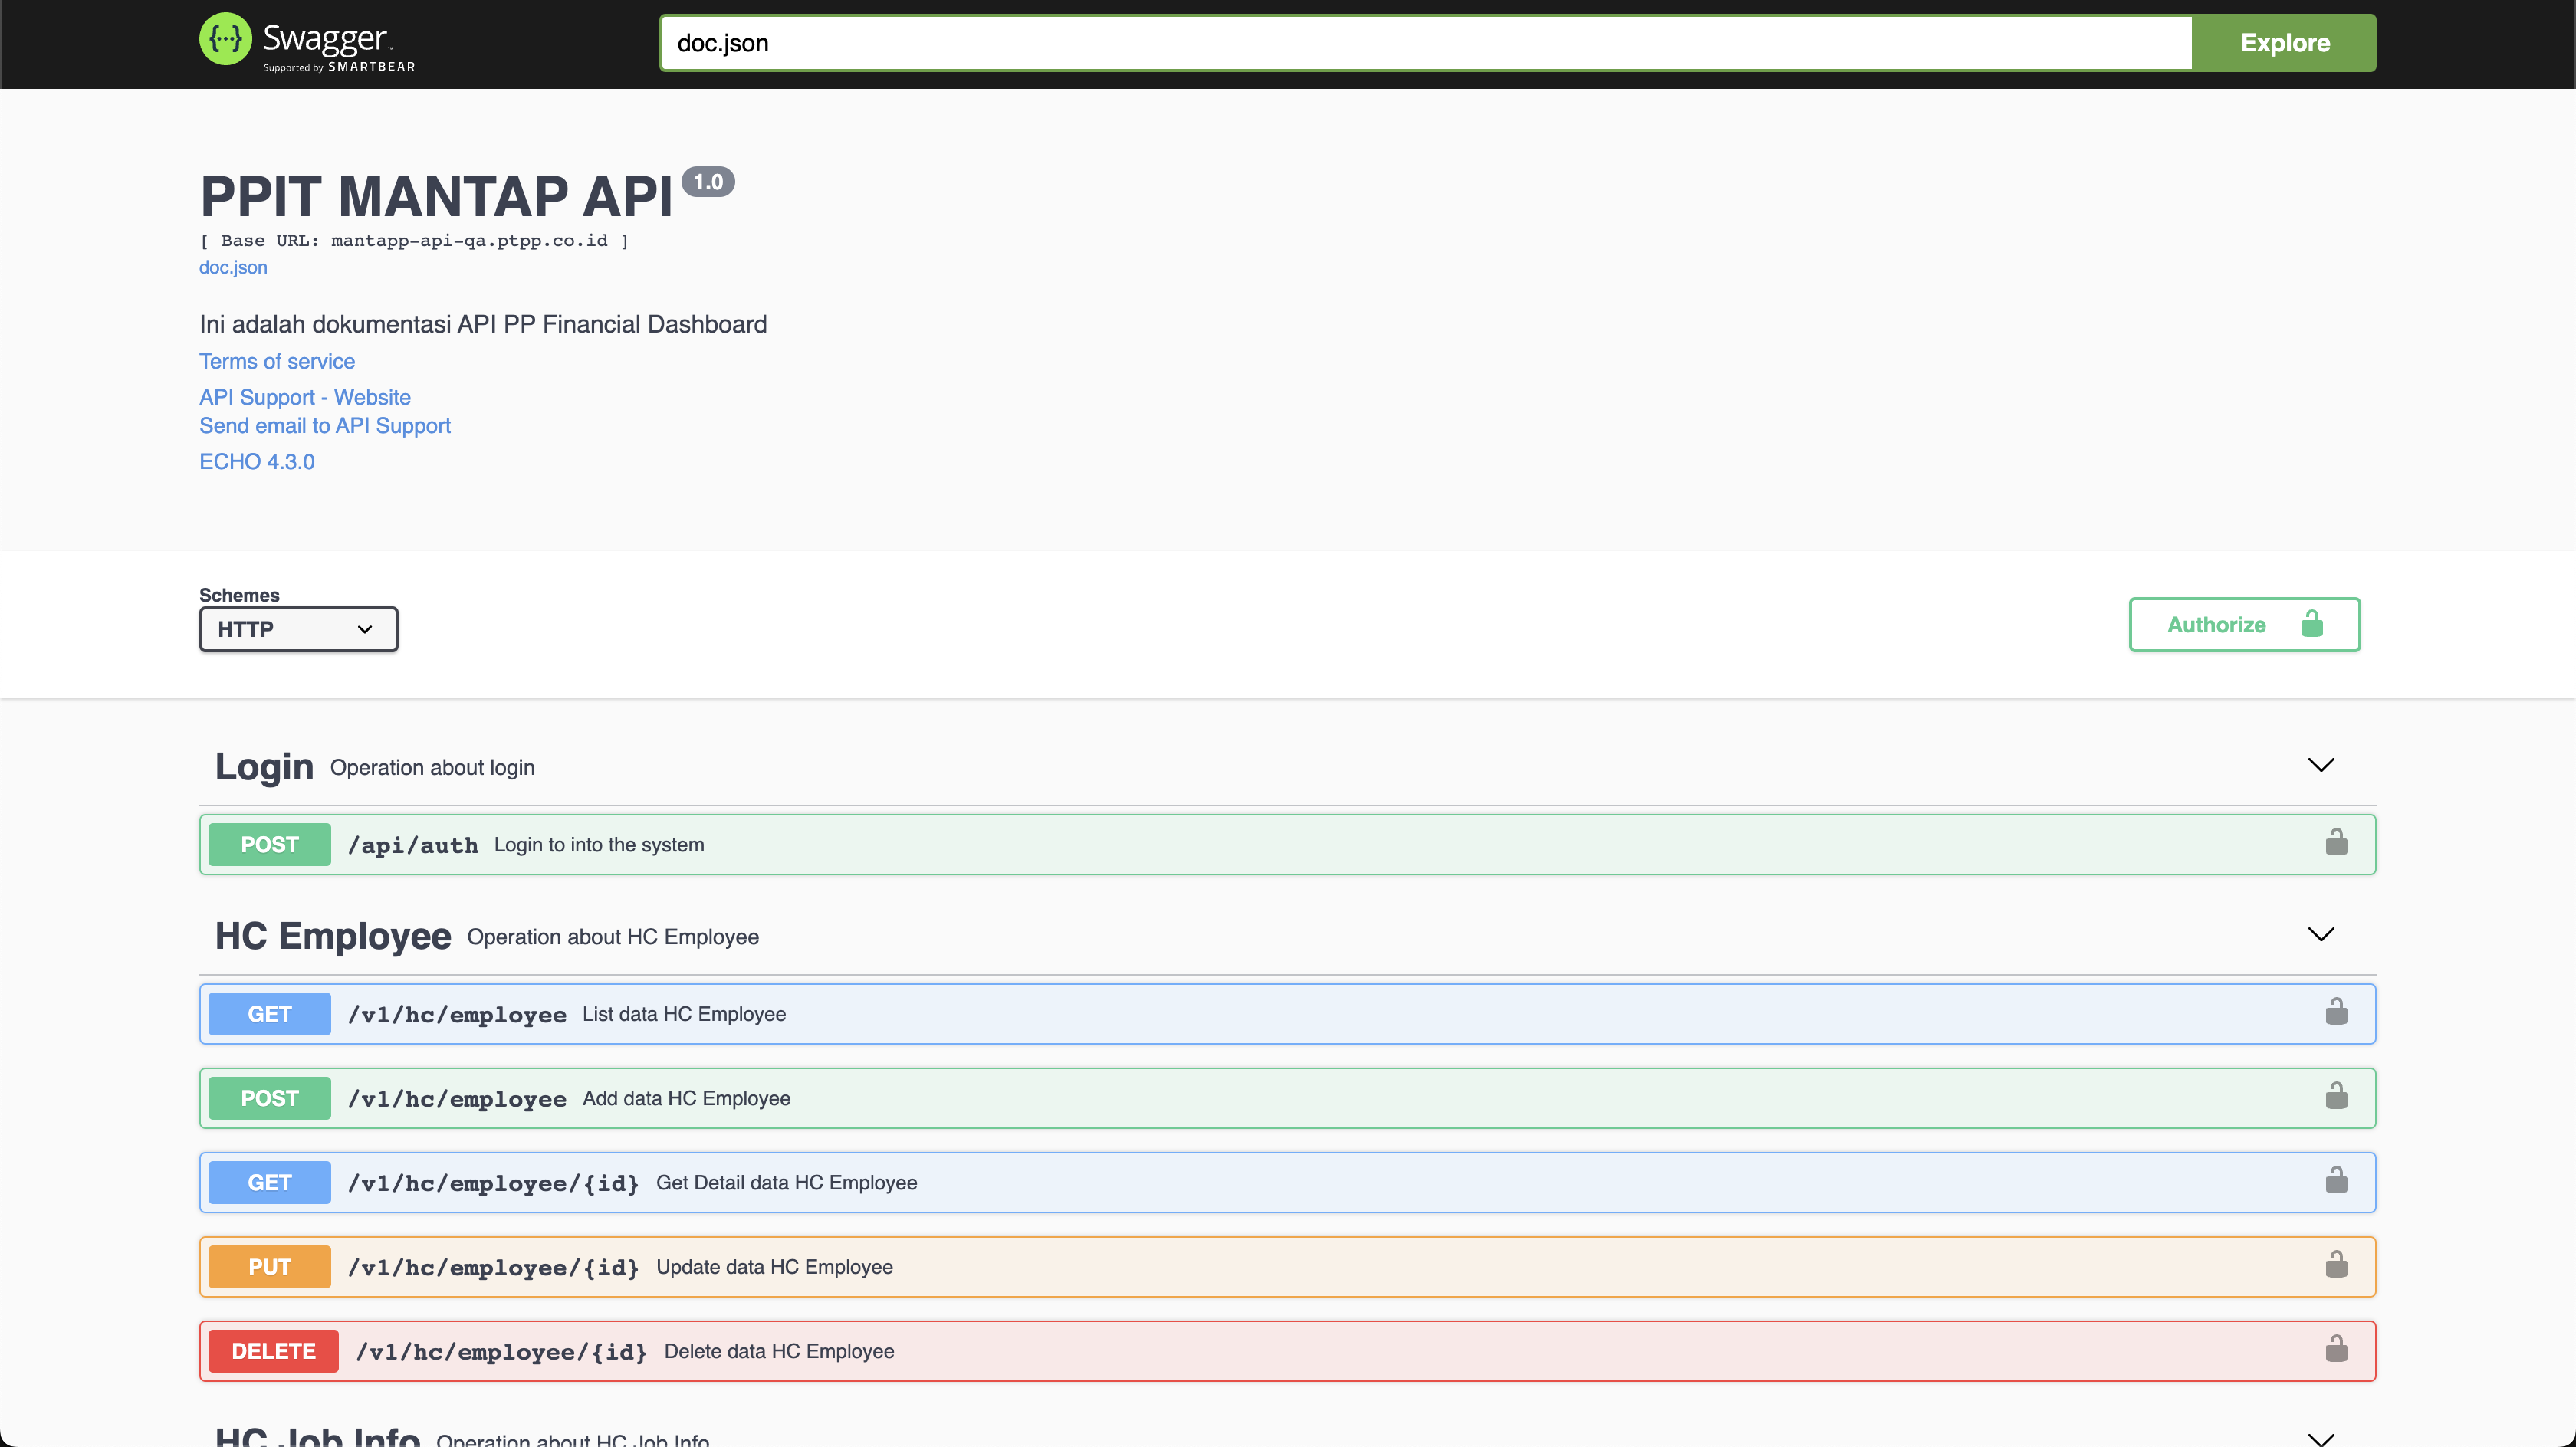 Swagger
Supported by SMARTBEAR
doc.json
Explore
PPIT MANTAP API 1.0
[ Base URL: mantapp-api-qa.ptpp.co.id ]
doc.json
Ini adalah dokumentasi API PP Financial Dashboard
Terms of service
API Support - Website
Send email to API Support
ECHO 4.3.0
Schemes
HTTP
Authorize
Login Operation about login
POST /api/auth Login to into the system
HC Employee Operation about HC Employee
GET /v1/hc/employee List data HC Employee
POST /v1/hc/employee Add data HC Employee
GET /v1/hc/employee/{id} Get Detail data HC Employee
PUT /v1/hc/employee/{id} Update data HC Employee
DELETE /v1/hc/employee/{id} Delete data HC Employee
HC Job Info Operation about HC Job Info